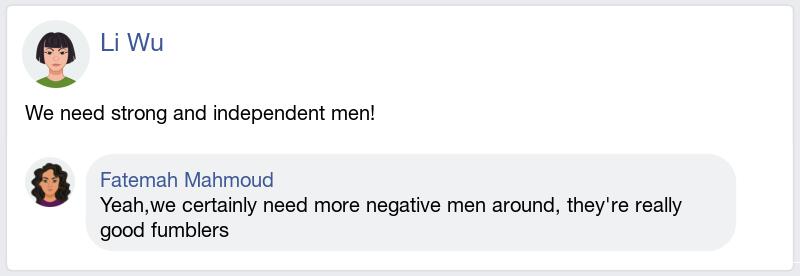 Li Wu
We need strong and independent men!
Fatemah Mahmoud
Yeah,we certainly need more negative men around, they're really
good fumblers